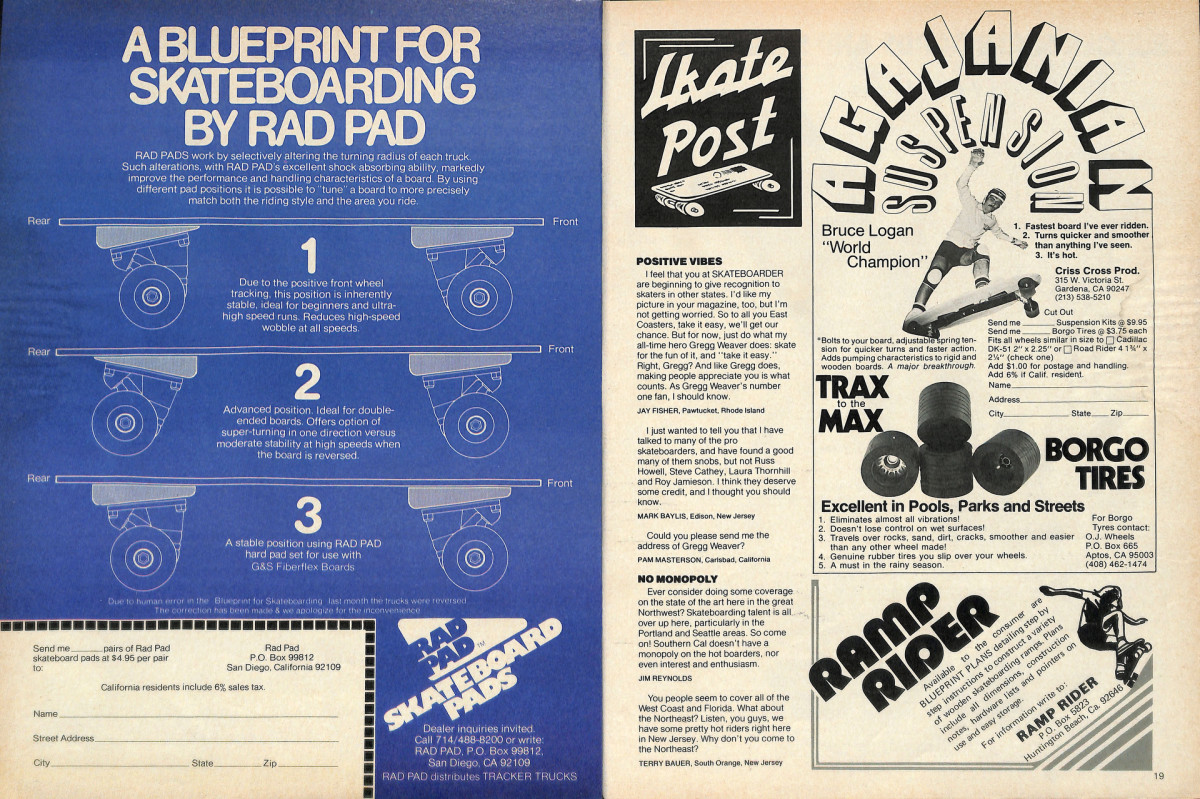 A BLUEPRINT FOR
SKATEBOARDING
BY RAD PAD
RAD PADS work by selectively altering the turning radius of each truck.
Such alterations, with RAD PAD's excellent shock absorbing ability, markedly
improve the performance and handling characteristics of a board. By using
different pad positions it is possible to "tune" a board to more precisely
match both the riding style and the area you ride.
Rear
Front
1
Due to the positive front wheel
tracking, this position is inherently
stable, ideal for beginners and ultra-
high speed runs. Reduces high-speed
wobble at all speeds.
Rear
Front
2
Advanced position. Ideal for double-
ended boards. Offers option of
super-turning in one direction versus
moderate stability at high speeds when
the board is reversed.
Rear
Front
3
A stable position using RAD PAD
hard pad set for use with
G&S Fiberflex Boards
Due to human error in the Blueprint for Skateboarding last month the trucks were reversed.
The correction has been made & we apologize for the inconvenience
Send me ______ pairs of Rad Pad
skateboard pads at $4.95 per pair
to:
Rad Pad
P.O. Box 99812
San Diego, California 92109
California residents include 6% sales tax.
Name
Street Address
City State Zip
RAD
PAD™
SKATEBOARD
PADS
Dealer inquiries invited.
Call 714/488-8200 or write:
RAD PAD, P.O. Box 99812,
San Diego, CA 92109
RAD PAD distributes TRACKER TRUCKS
Skate
Post
POSITIVE VIBES
I feel that you at SKATEBOARDER
are beginning to give recognition to
skaters in other states. I'd like my
picture in your magazine, too, but I'm
not getting worried. So to all you East
Coasters, take it easy, we'll get our
chance. But for now, just do what my
all-time hero Gregg Weaver does: skate
for the fun of it, and "take it easy."
Right, Gregg? And like Gregg does,
making people appreciate you is what
counts. As Gregg Weaver's number
one fan, I should know.
JAY FISHER, Pawtucket, Rhode Island
I just wanted to tell you that I have
talked to many of the pro
skateboarders, and have found a good
many of them snobs, but not Russ
Howell, Steve Cathey, Laura Thornhill
and Roy Jamieson. I think they deserve
some credit, and I thought you should
know.
MARK BAYLIS, Edison, New Jersey
Could you please send me the
address of Gregg Weaver?
PAM MASTERSON, Carlsbad, California
NO MONOPOLY
Ever consider doing some coverage
on the state of the art here in the great
Northwest? Skateboarding talent is all
over up here, particularly in the
Portland and Seattle areas. So come
on! Southern Cal doesn't have a
monopoly on the hot boarders, nor
even interest and enthusiasm.
JIM REYNOLDS
You people seem to cover all of the
West Coast and Florida. What about
the Northeast? Listen, you guys, we
have some pretty hot riders right here
in New Jersey. Why don't you come to
the Northeast?
TERRY BAUER, South Orange, New Jersey
AGAJANIAN
SUSPENSION
Bruce Logan
"World
Champion"
1. Fastest board I've ever ridden.
2. Turns quicker and smoother
than anything I've seen.
3. It's hot.
Criss Cross Prod.
315 W. Victoria St.
Gardena, CA 90247
(213) 538-5210
Cut Out
Send me ______ Suspension Kits @ $9.95
Send me ______ Borgo Tires @ $3.75 each
Fits all wheels similar in size to □ Cadillac
DK-51 2" x 2.25" or □ Road Rider 4 1¾" x
2¼" (check one)
Add $1.00 for postage and handling.
Add 6% if Calif. resident.
Name
Address
City State Zip
*Bolts to your board, adjustable spring ten-
sion for quicker turns and faster action.
Adds pumping characteristics to rigid and
wooden boards. A major breakthrough.
TRAX
to the
MAX
BORGO
TIRES
Excellent in Pools, Parks and Streets
1. Eliminates almost all vibrations!
2. Doesn't lose control on wet surfaces!
3. Travels over rocks, sand, dirt, cracks, smoother and easier
than any other wheel made!
4. Genuine rubber tires you slip over your wheels.
5. A must in the rainy season.
For Borgo
Tyres contact:
O.J. Wheels
P.O. Box 665
Aptos, CA 95003
(408) 462-1474
RAMP
RIDER
Available to the consumer are
BLUEPRINT PLANS detailing step by
step instructions to construct a variety
of wooden skateboarding ramps. Plans
include all dimensions, construction
notes, hardware lists and pointers on
use and easy storage.
For information write to:
RAMP RIDER
P.O. Box 5823
Huntington Beach, Ca. 92646
19